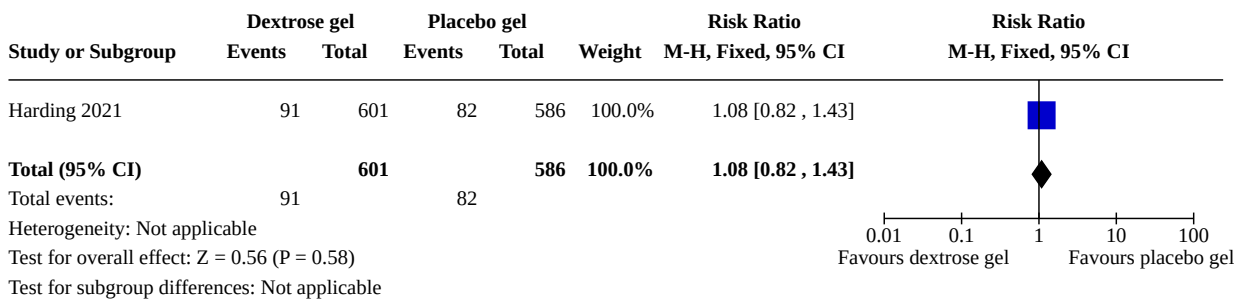 Dextrose gel Placebo gel Risk Ratio Risk Ratio
Study or Subgroup Events Total Events Total Weight M-H, Fixed, 95% CI M-H, Fixed, 95% CI
Harding 2021 91 601 82 586 100.0% 1.08 [0.82 , 1.43]
Total (95% CI) 601 586 100.0% 1.08 [0.82 , 1.43]
Total events: 91 82
Heterogeneity: Not applicable
0.01 0.1 1 10 100
Test for overall effect: Z = 0.56 (P = 0.58) Favours dextrose gel Favours placebo gel
Test for subgroup differences: Not applicable